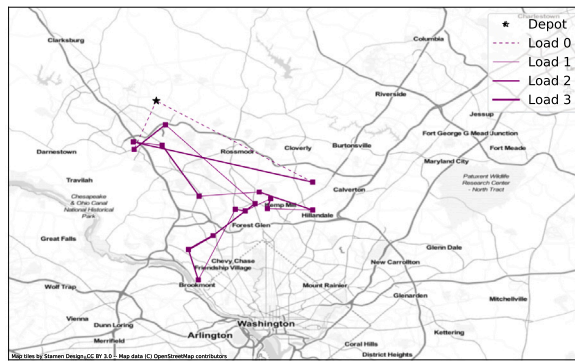 Charlestown
Clarksburg
Columbia
Depot
Load 0
Load 1
Load 2
Load 3
Riverside
Jessup
Fort George G Mead Junction
Darnestown
Rossmoor
Cloverly
Burtonsville
Fort Meade
Maryland City
Travilah
Calverton
Patuxent Wildlife
Research Center
- North Tract
Chesapeake
& Ohio Canal
National Historical
Park
Kemp Mill
Hillandale
Forest Glen
Great Falls
Glenn Dale
Chevy Chase
Friendship Village
New Carrollton
Wolf Trap
Brookmont
Mount Rainier
Glenarden
Mitchellville
Vienna
Dunn Loring
Washington
Merrifield
Arlington
Kettering
Coral Hills
District Heights
Map tiles by Stamen Design, CC BY 3.0 -- Map data (C) OpenStreetMap contributors